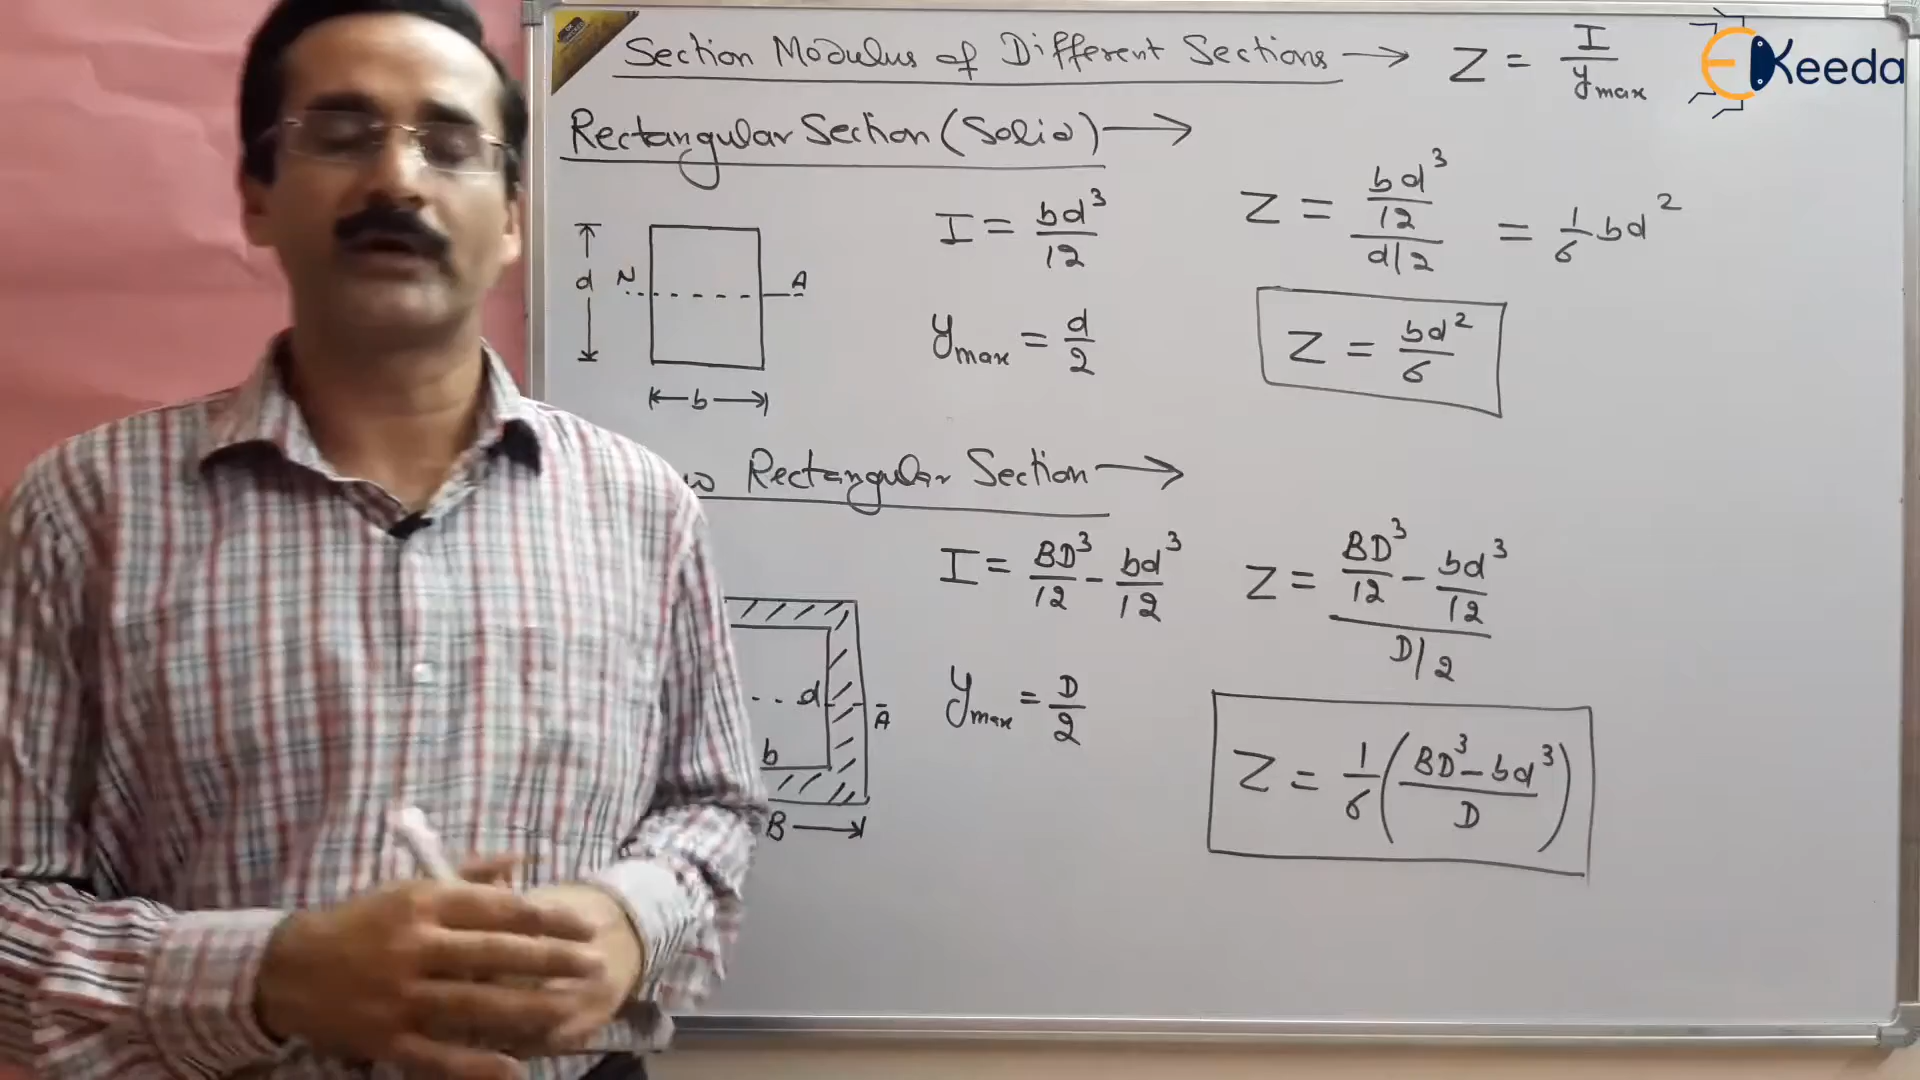 Section Modulus of Different Sections → Z = I / ymax
EKeeda
Rectangular Section (Solid) →
I = bd³/12
Z = (bd³/12) / (d/2) = 1/6 bd²
d
N
A
ymax = d/2
Z = bd²/6
b
Rectangular Section →
I = BD³/12 - bd³/12
Z = (BD³/12 - bd³/12) / (D/2)
d
A
ymax = D/2
b
Z = 1/6 ((BD³ - bd³) / D)
B